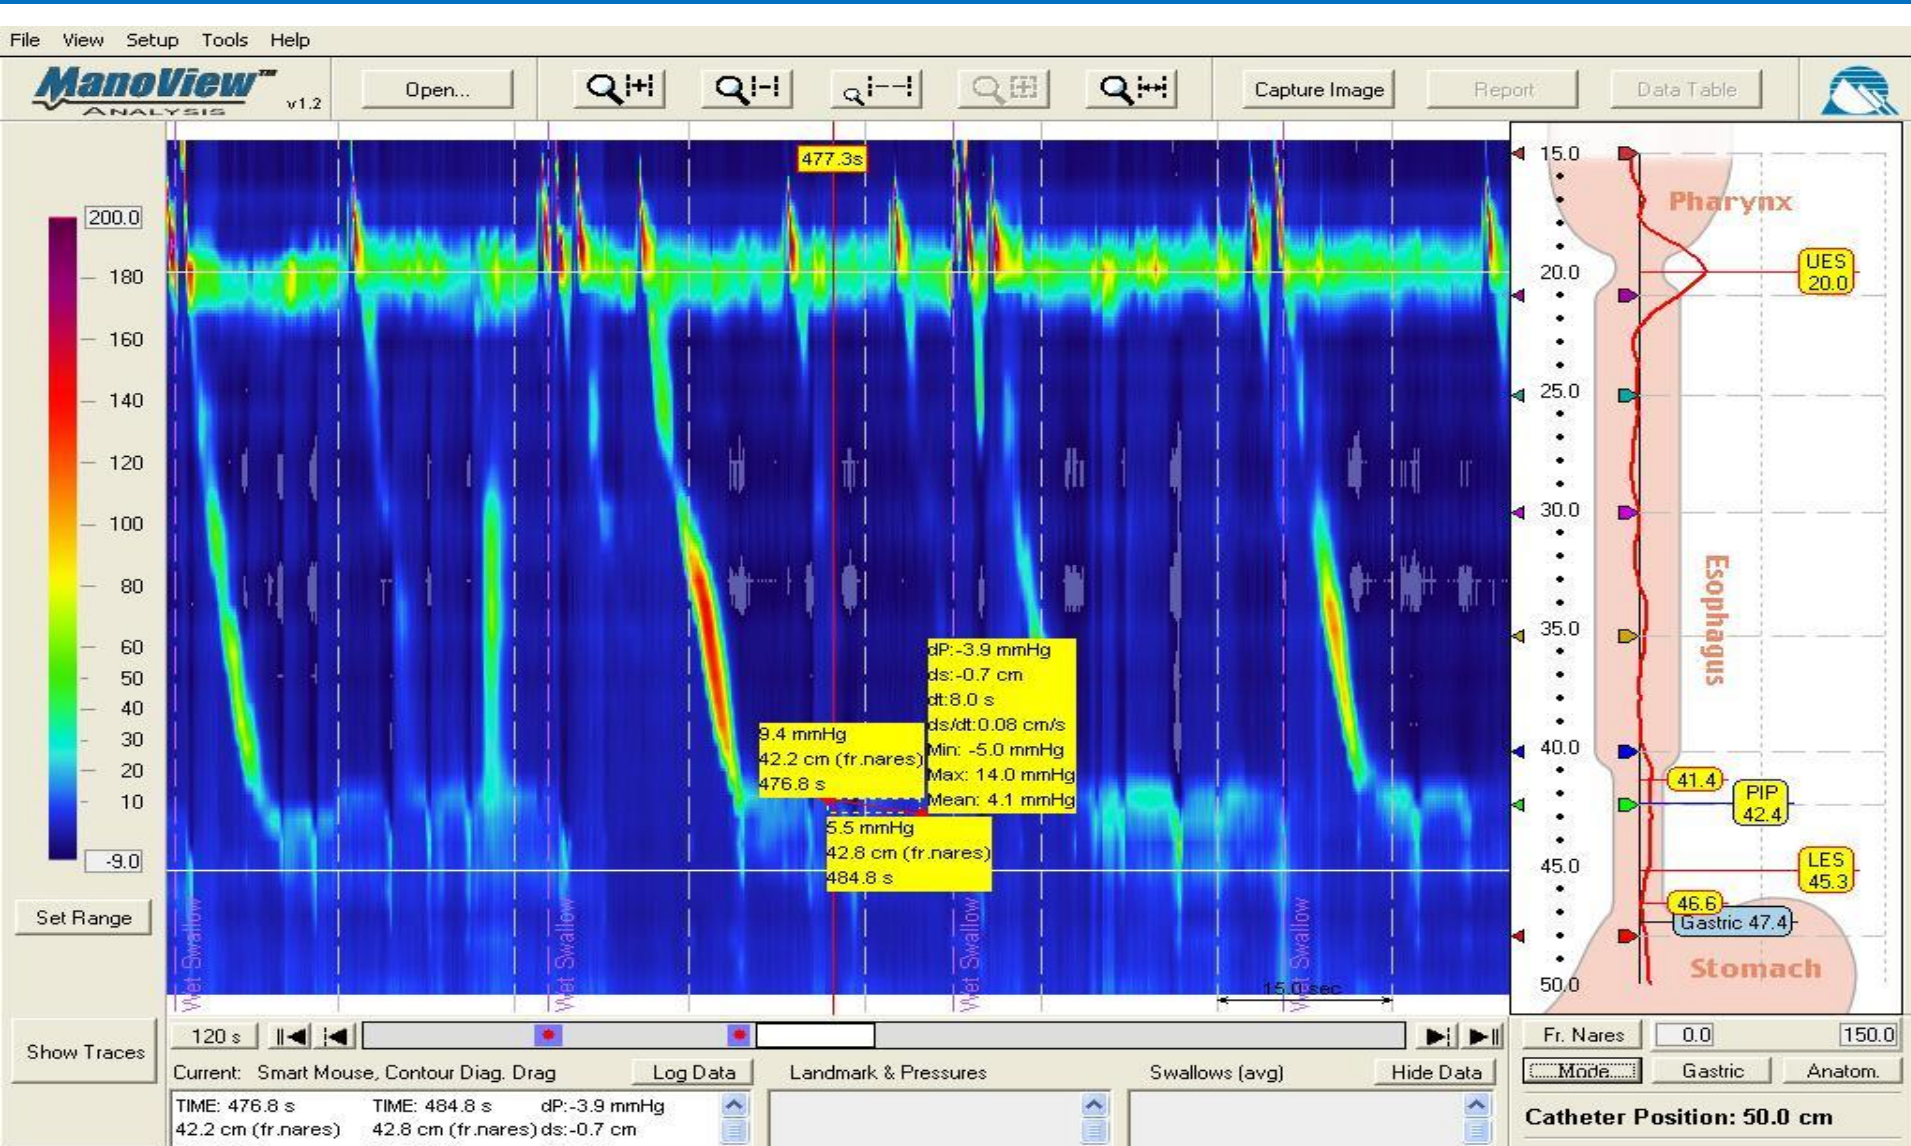 File View Setup Tools Help
ManoView™
ANALYSIS
v1.2
Open...
Capture Image
Report
Data Table
477.3s
200.0
180
160
140
120
100
80
60
50
40
30
20
10
-9.0
Set Range
Show Traces
9.4 mmHg
42.2 cm (fr.nares)
476.8 s
dP:-3.9 mmHg
ds:-0.7 cm
dt:8.0 s
ds/dt:0.08 cm/s
Min: -5.0 mmHg
Max: 14.0 mmHg
Mean: 4.1 mmHg
5.5 mmHg
42.8 cm (fr.nares)
484.8 s
Wet Swallow
Wet Swallow
Wet Swallow
Wet Swallow
15.0 sec
15.0
20.0
25.0
30.0
35.0
40.0
45.0
50.0
Pharynx
UES
20.0
Esophagus
41.4
PIP
42.4
LES
45.3
46.6
Gastric 47.4
Stomach
120 s
Fr. Nares 0.0 150.0
Mode Gastric Anatom.
Catheter Position: 50.0 cm
Current: Smart Mouse, Contour Diag. Drag
Log Data
Landmark & Pressures
Swallows (avg)
Hide Data
TIME: 476.8 s TIME: 484.8 s dP:-3.9 mmHg
42.2 cm (fr.nares) 42.8 cm (fr.nares) ds:-0.7 cm